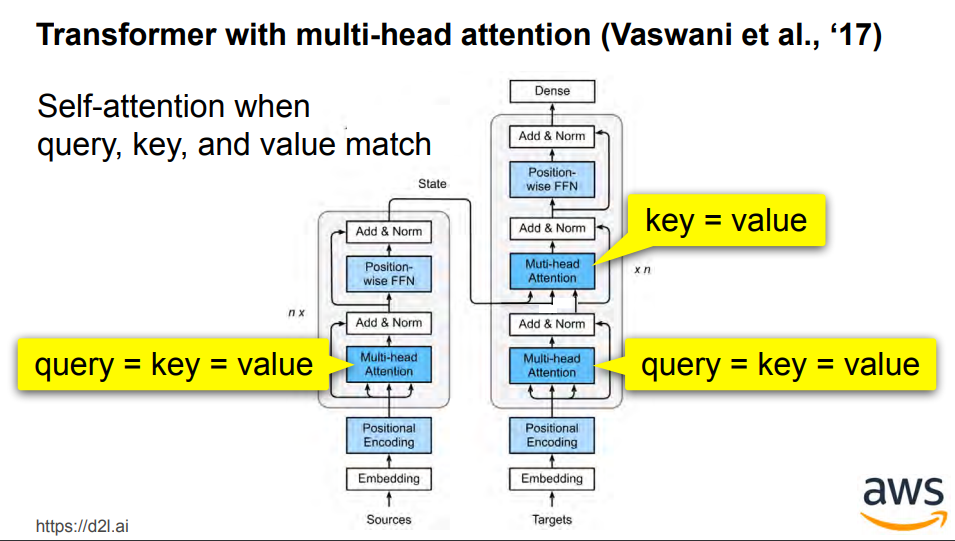 Transformer with multi-head attention (Vaswani et al., ‘17)
Self-attention when
query, key, and value match
State
Add & Norm
Position-
wise FFN
n x
Add & Norm
query = key = value
Multi-head
Attention
Positional
Encoding
Embedding
Sources
Dense
Add & Norm
Position-
wise FFN
Add & Norm
key = value
Muti-head
Attention
x n
Add & Norm
Multi-head
Attention
query = key = value
Positional
Encoding
Embedding
Targets
https://d2l.ai
aws